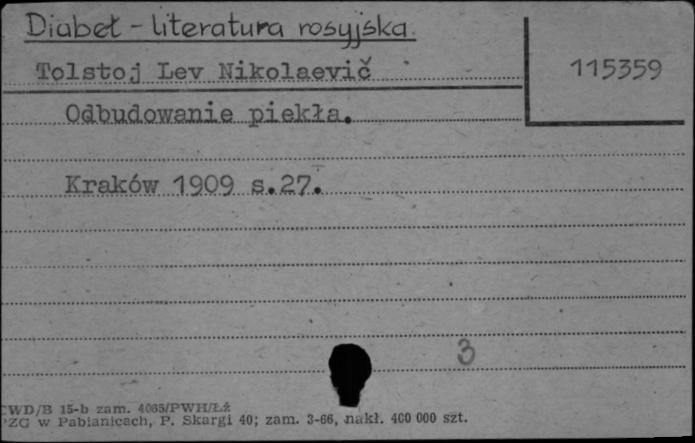 Diabeł - literatura rosyjska.
Tolstoj Lev Nikolaevič
115359
Odbudowanie piekła.
Kraków 1909 s.27.
3
CWD/B 15-b zam. 4065/PWH/Łź
PZG w Pabianicach, P. Skargi 40; zam. 3-66, nakł. 400 000 szt.